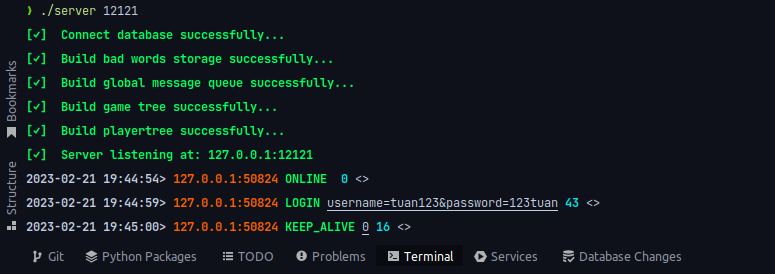 ❯ ./server 12121
[✔] Connect database successfully...
[✔] Build bad words storage successfully...
[✔] Build global message queue successfully...
[✔] Build game tree successfully...
[✔] Build playertree successfully...
[✔] Server listening at: 127.0.0.1:12121
2023-02-21 19:44:54> 127.0.0.1:50824 ONLINE  0 <>
2023-02-21 19:44:59> 127.0.0.1:50824 LOGIN username=tuan123&password=123tuan 43 <>
2023-02-21 19:45:00> 127.0.0.1:50824 KEEP_ALIVE 0 16 <>
Bookmarks
Structure
Git Python Packages TODO Problems Terminal Services Database Changes